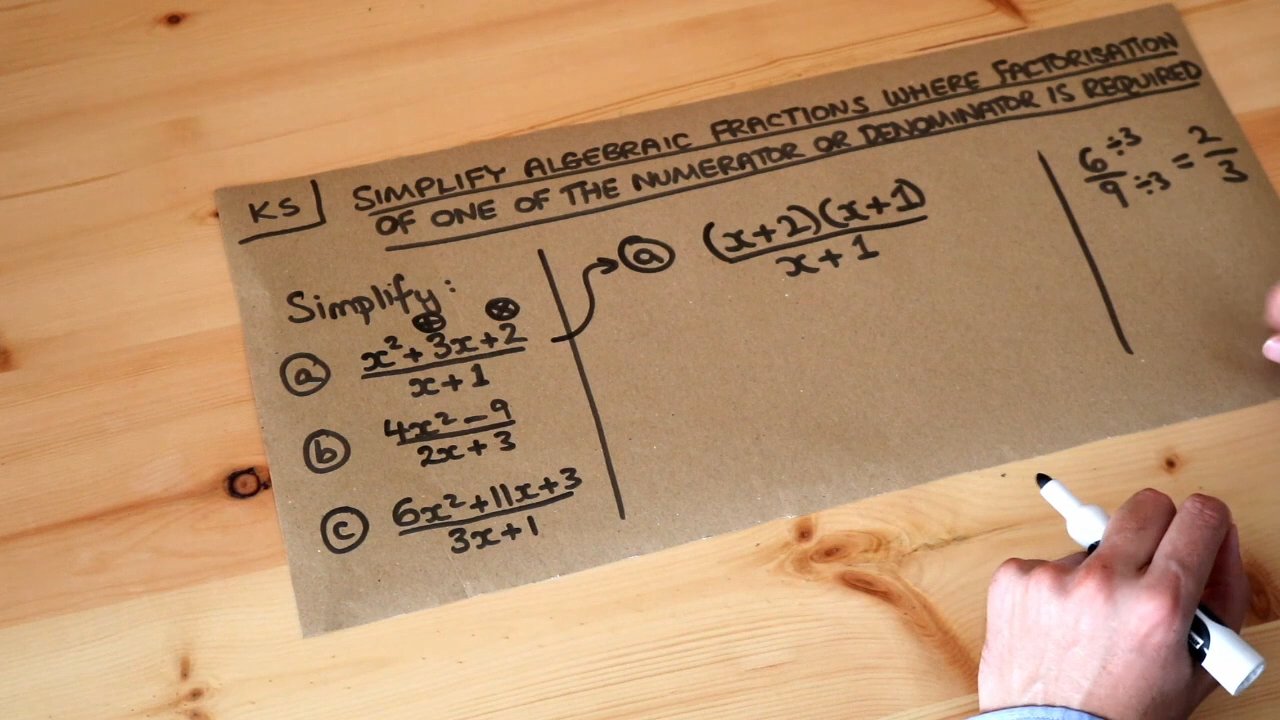 KS
SIMPLIFY ALGEBRAIC FRACTIONS WHERE FACTORISATION
OF ONE OF THE NUMERATOR OR DENOMINATOR IS REQUIRED
Simplify:
⊕ ⊗
ⓐ (x²+3x+2)/(x+1)
ⓑ (4x²-9)/(2x+3)
ⓒ (6x²+11x+3)/(3x+1)
ⓐ ((x+2)(x+1))/(x+1)
6÷3/9÷3 = 2/3